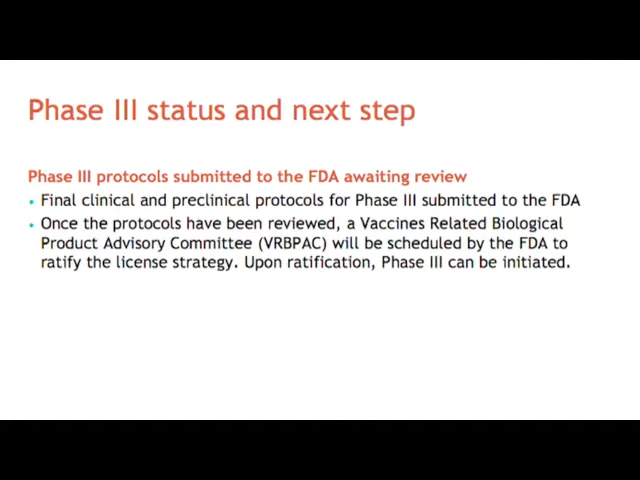 Phase III status and next step
Phase III protocols submitted to the FDA awaiting review
• Final clinical and preclinical protocols for Phase III submitted to the FDA
• Once the protocols have been reviewed, a Vaccines Related Biological
Product Advisory Committee (VRBPAC) will be scheduled by the FDA to
ratify the license strategy. Upon ratification, Phase III can be initiated.